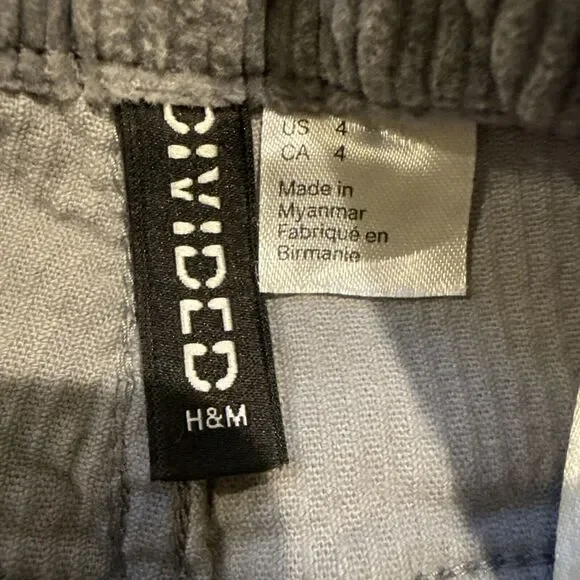 DIVIDED
H&M
US 4
CA 4
Made in
Myanmar
Fabriqué en
Birmanie